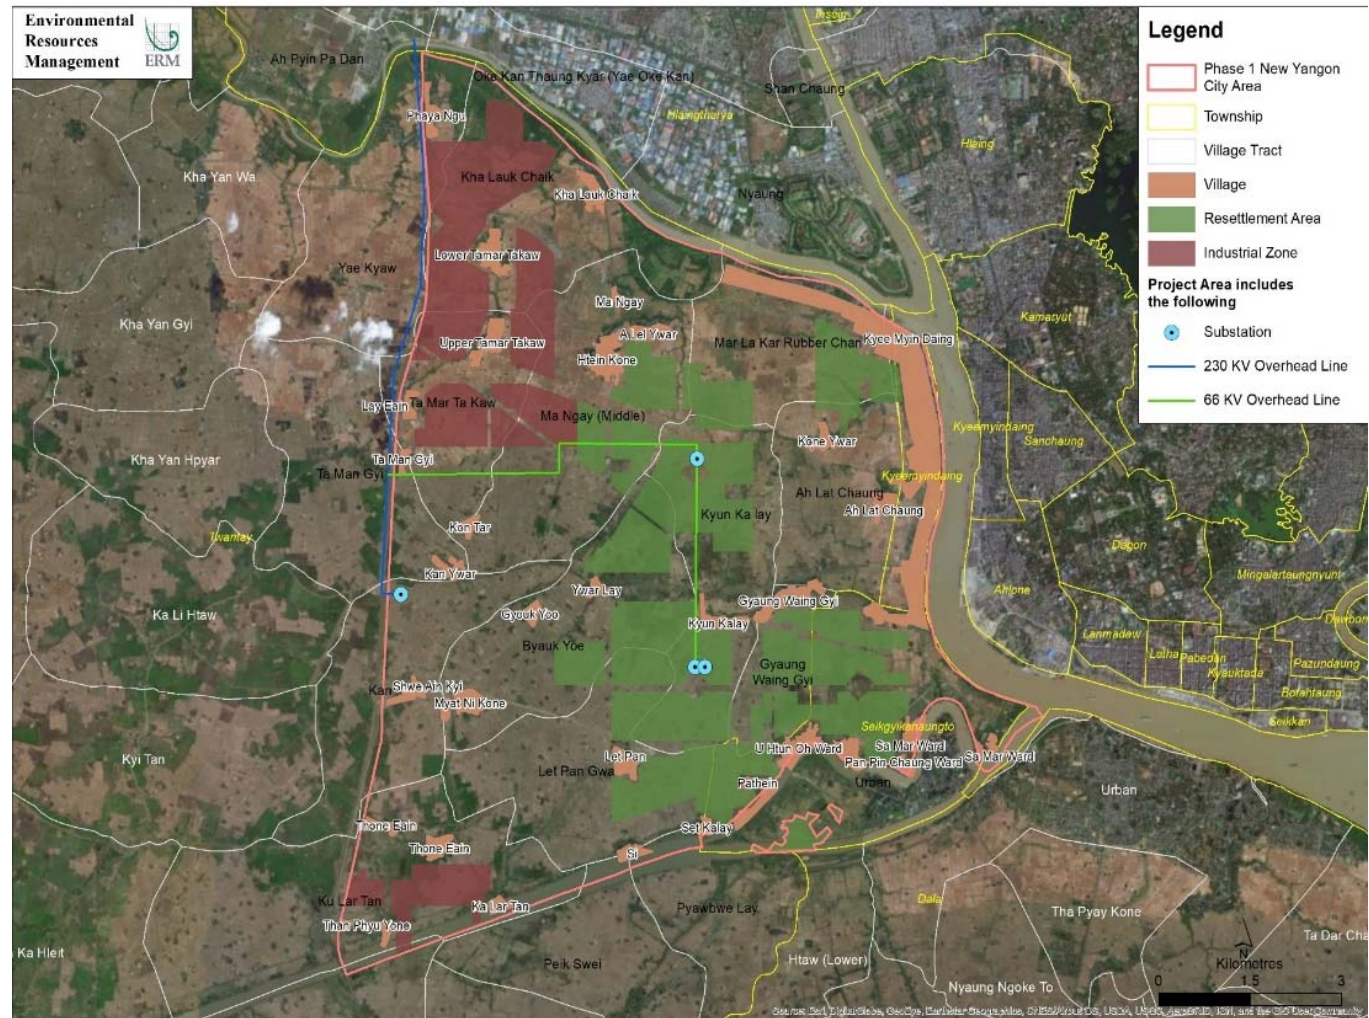 Environmental
Resources
Management
ERM
Legend
Phase 1 New Yangon
City Area
Township
Village Tract
Village
Resettlement Area
Industrial Zone
Project Area includes
the following
Substation
230 KV Overhead Line
66 KV Overhead Line
Insein
Ah Pyin Pa Dan
Oke Kan Thaung Kyar (Yae Oke Kan)
Shan Chaung
Phaya Ngu
Hlaingtharya
Hlaing
Kha Yan Wa
Kha Lauk Chaik
Kha Lauk Chaik
Nyaung
Lower Tamar Takaw
Yae Kyaw
Ma Ngay
Kha Yan Gyi
Kamatyut
A Lel Ywar
Upper Tamar Takaw
Mar La Kar Rubber Chan
Kyee Myin Daing
Htein Kone
Lay Eain
Ta Mar Ta Kaw
Ma Ngay (Middle)
Kyeemyindaing
Sanchaung
Kone Ywar
Kha Yan Hpyar
Ta Man Gyi
Ta Man Gyi
Kyeemyindaing
Ah Lat Chaung
Ah Lat Chaung
Kyun Ka lay
Kon Tar
Twantay
Dagon
Kan Ywar
Mingalartaungnyunt
Ywar Lay
Ahlone
Gyaung Waing Gyi
Ka Li Htaw
Gyouk Yoo
Kyun Kalay
Dawbon
Lanmadaw
Latha
Pabedan
Kyauktada
Pazundaung
Byauk Yoe
Gyaung
Waing Gyi
Kan
Shwe Ain Kyi
Myat Ni Kone
Botahtaung
Seikkan
Seikgyikanaungto
Kyi Tan
U Htun Oh Ward
Sa Mar Ward
Pan Pin Chaung Ward
Sa Mar Ward
Let Pan
Let Pan Gwa
Pathein
Urban
Urban
Thone Eain
Set Kalay
Thone Eain
Si
Ku Lar Tan
Ka Lar Tan
Than Phyu Yone
Pyawbwe Lay
Dala
Tha Pyay Kone
Ka Hleit
Ta Dar Cha
Peik Swei
Htaw (Lower)
Nyaung Ngoke To
N
Kilometres
0 1.5 3